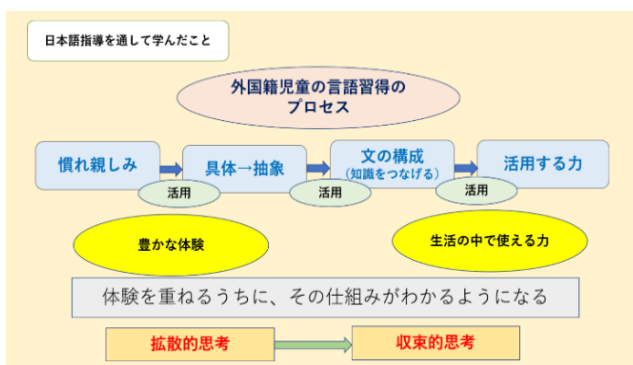 日本語指導を通して学んだこと
外国籍児童の言語習得の
プロセス
慣れ親しみ
具体→抽象
文の構成
(知識をつなげる)
活用する力
活用
活用
活用
豊かな体験
生活の中で使える力
体験を重ねるうちに、その仕組みがわかるようになる
拡散的思考
収束的思考